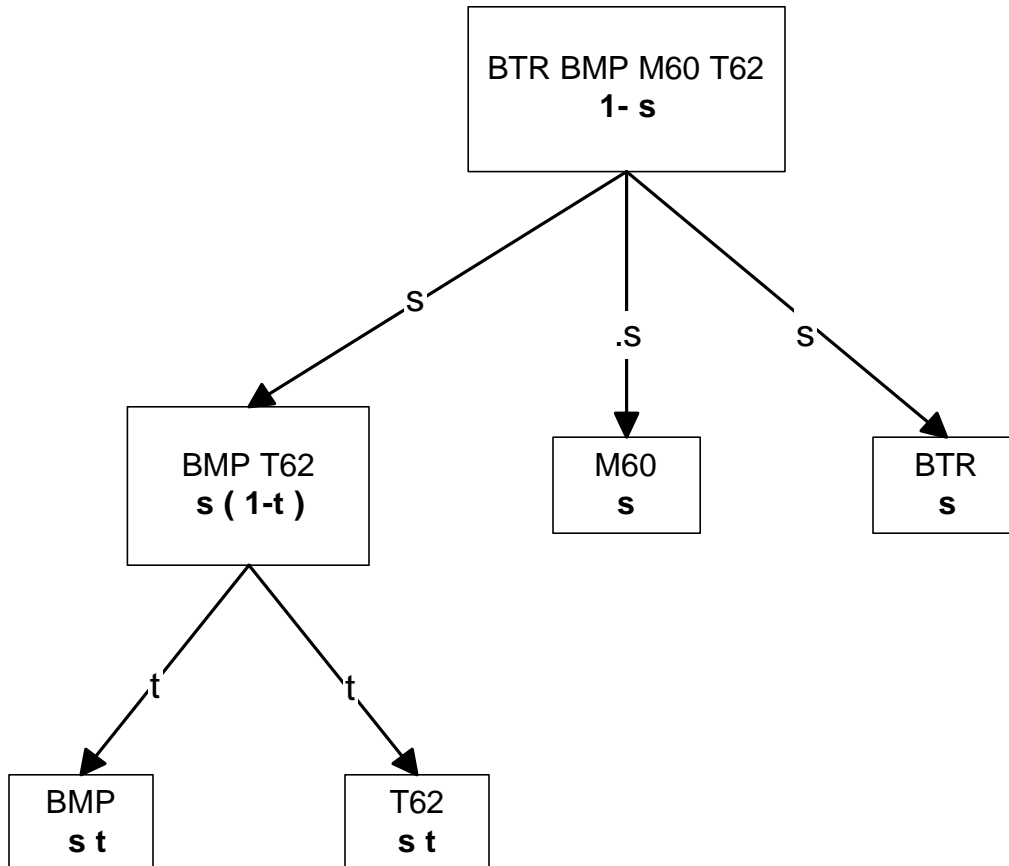 BTR BMP M60 T62
1- s
s
.s
s
BMP T62
s ( 1-t )
M60
s
BTR
s
t
t
BMP
s t
T62
s t